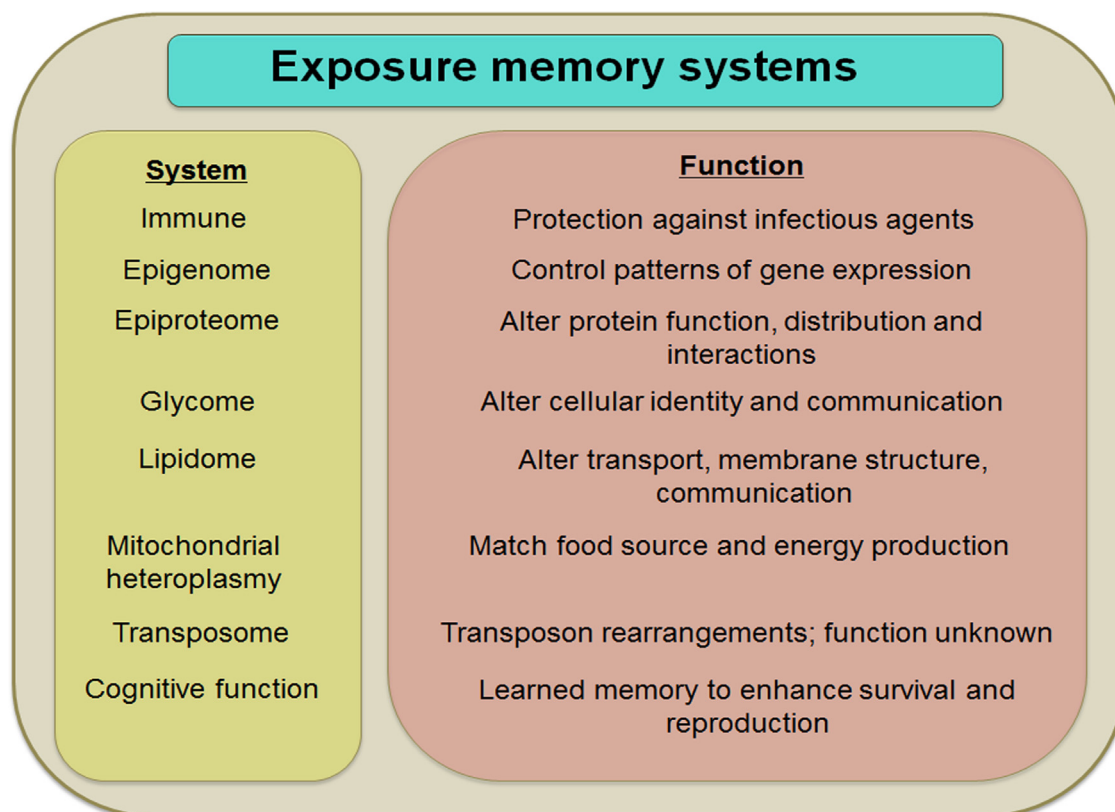 Exposure memory systems
System
Function
Immune
Protection against infectious agents
Epigenome
Control patterns of gene expression
Epiproteome
Alter protein function, distribution and
interactions
Glycome
Alter cellular identity and communication
Lipidome
Alter transport, membrane structure,
communication
Mitochondrial
heteroplasmy
Match food source and energy production
Transposome
Transposon rearrangements; function unknown
Cognitive function
Learned memory to enhance survival and
reproduction